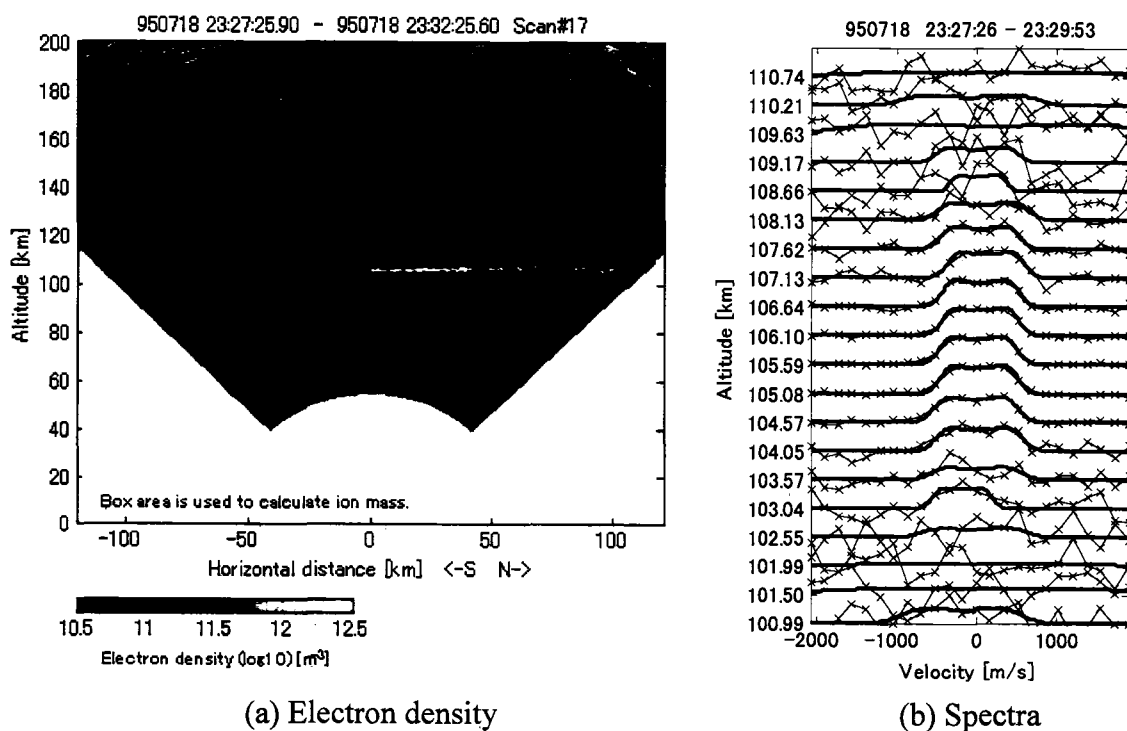 950718 23:27:25.90 - 950718 23:32:25.60 Scan#17
200
180
160
140
120
100
80
60
40
20
0
Altitude [km]
Box area is used to calculate ion mass.
-100 -50 0 50 100
Horizontal distance [km] <-S N->
10.5 11 11.5 12 12.5
Electron density (log10) [m³]
(a) Electron density
950718 23:27:26 - 23:29:53
110.74
110.21
109.63
109.17
108.66
108.13
107.62
107.13
106.64
106.10
105.59
105.08
104.57
104.05
103.57
103.04
102.55
101.99
101.50
100.99
Altitude [km]
-2000 -1000 0 1000
Velocity [m/s]
(b) Spectra